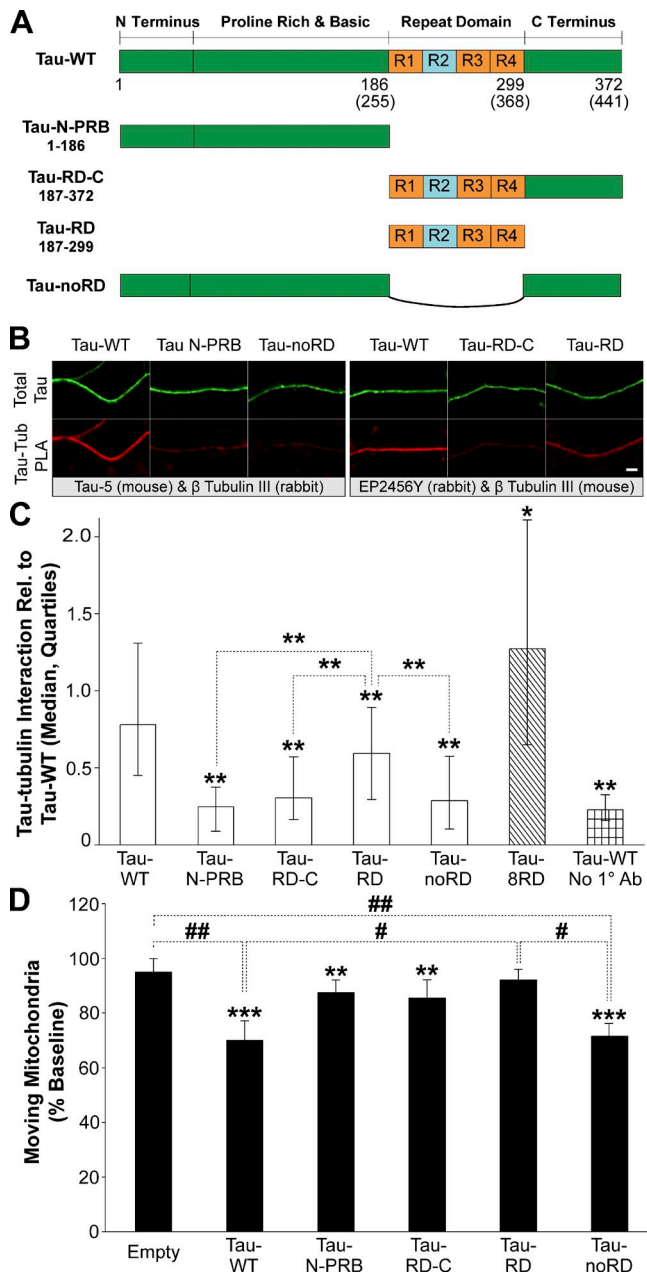 A
N Terminus Proline Rich & Basic Repeat Domain C Terminus
Tau-WT R1 R2 R3 R4
1 186 299 372
(255) (368) (441)
Tau-N-PRB
1-186
Tau-RD-C R1 R2 R3 R4
187-372
Tau-RD R1 R2 R3 R4
187-299
Tau-noRD
B
Tau-WT Tau N-PRB Tau-noRD Tau-WT Tau-RD-C Tau-RD
Total
Tau
Tau-Tub
PLA
Tau-5 (mouse) & β Tubulin III (rabbit) EP2456Y (rabbit) & β Tubulin III (mouse)
C
Tau-tubulin Interaction Rel. to
Tau-WT (Median, Quartiles)
2.0
1.5
1.0
0.5
0
*
**
** **
**
** ** ** **
Tau-WT Tau-N-PRB Tau-RD-C Tau-RD Tau-noRD Tau-8RD Tau-WT No 1° Ab
D
Moving Mitochondria
(% Baseline)
120
100
80
60
40
20
0
##
## # #
*** ** ** ***
Empty Tau-WT Tau-N-PRB Tau-RD-C Tau-RD Tau-noRD